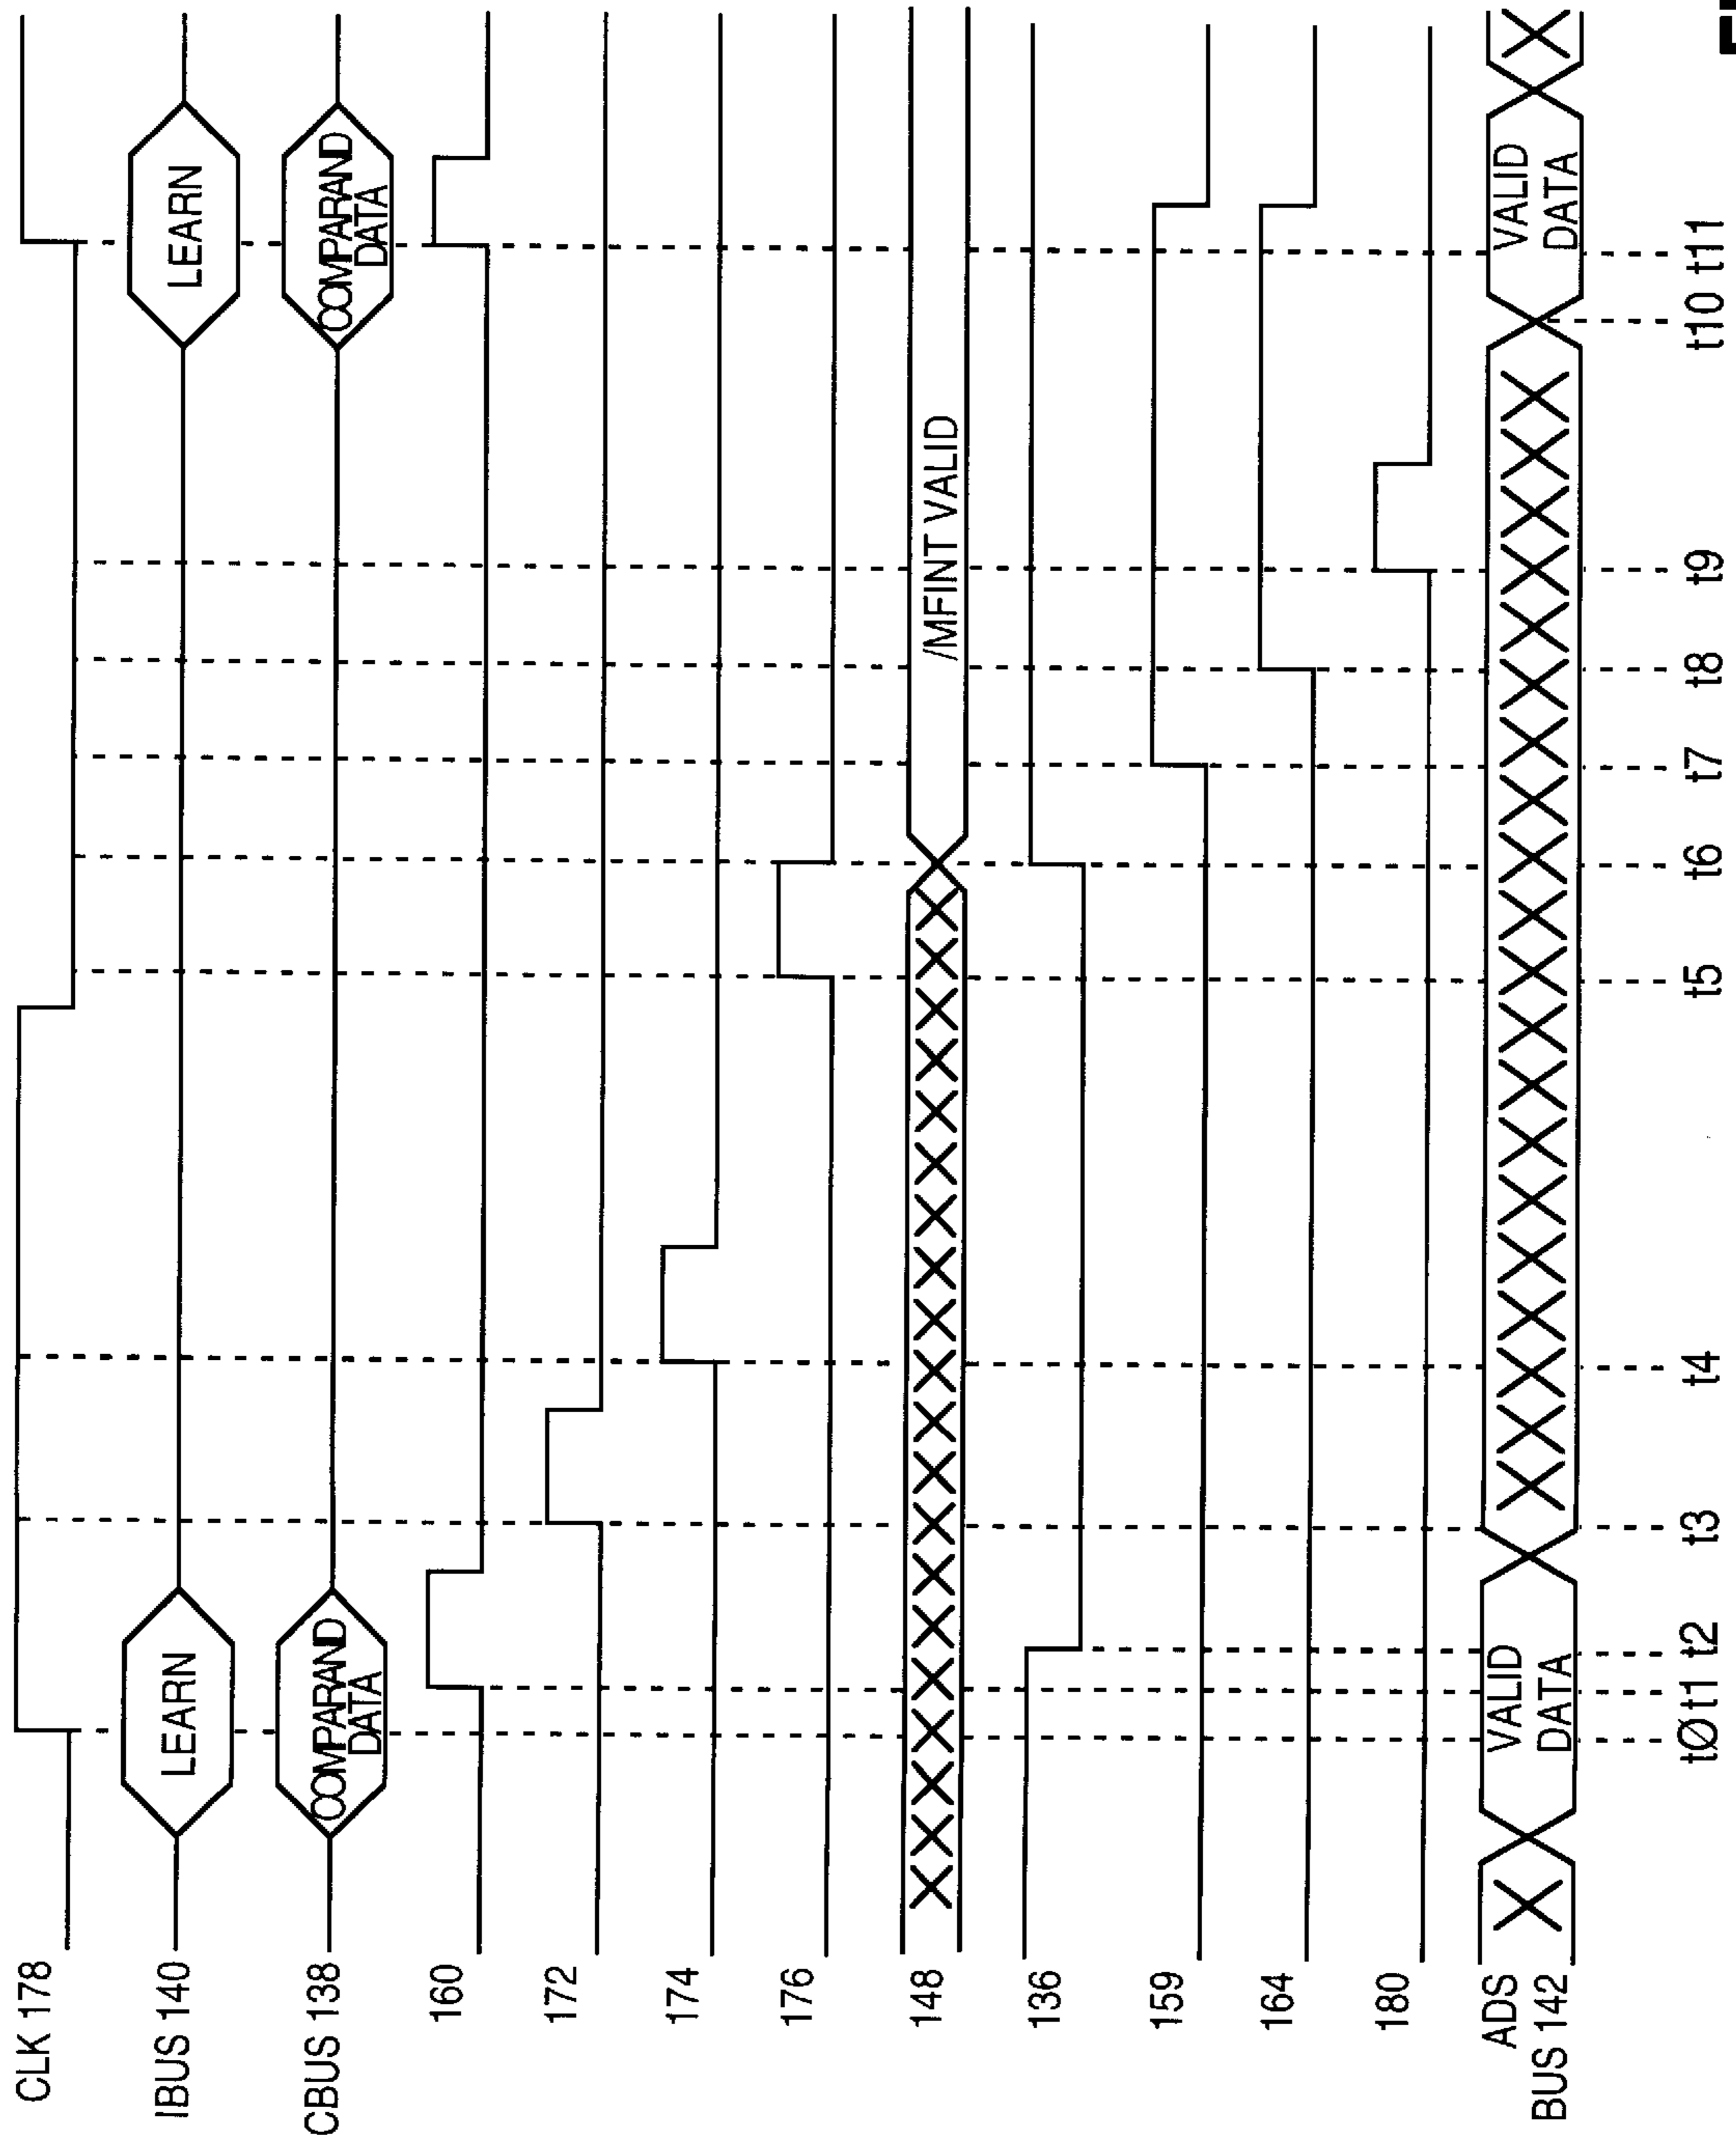 CLK 178
IBUS 140
LEARN
LEARN
CBUS 138
COMPARAND
DATA
COMPARAND
DATA
160
172
174
176
148
/MFINT VALID
136
159
164
180
ADS
BUS 142
VALID
DATA
VALID
DATA
tØ t1 t2 t3 t4 t5 t6 t7 t8 t9 t10 t11